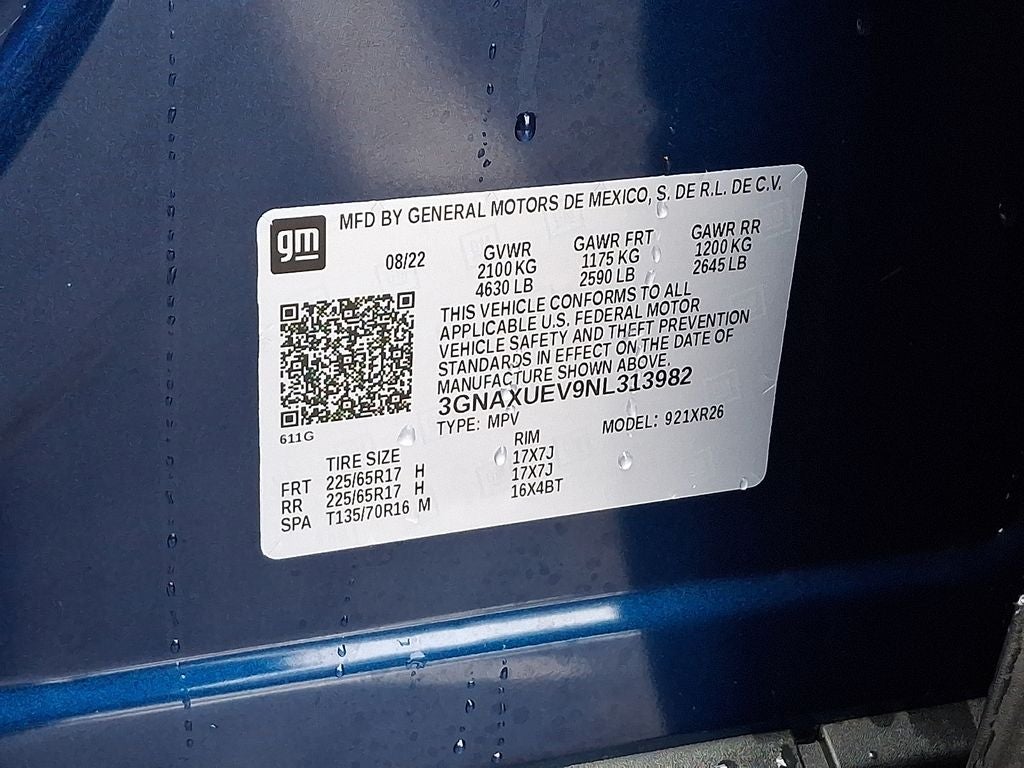 gm
MFD BY GENERAL MOTORS DE MEXICO, S. DE R.L. DE C.V.
08/22
GVWR
2100 KG
4630 LB
GAWR FRT
1175 KG
2590 LB
GAWR RR
1200 KG
2645 LB
THIS VEHICLE CONFORMS TO ALL
APPLICABLE U.S. FEDERAL MOTOR
VEHICLE SAFETY AND THEFT PREVENTION
STANDARDS IN EFFECT ON THE DATE OF
MANUFACTURE SHOWN ABOVE.
3GNAXUEV9NL313982
TYPE: MPV MODEL: 921XR26
611G
TIRE SIZE RIM
FRT 225/65R17 H 17X7J
RR 225/65R17 H 17X7J
SPA T135/70R16 M 16X4BT